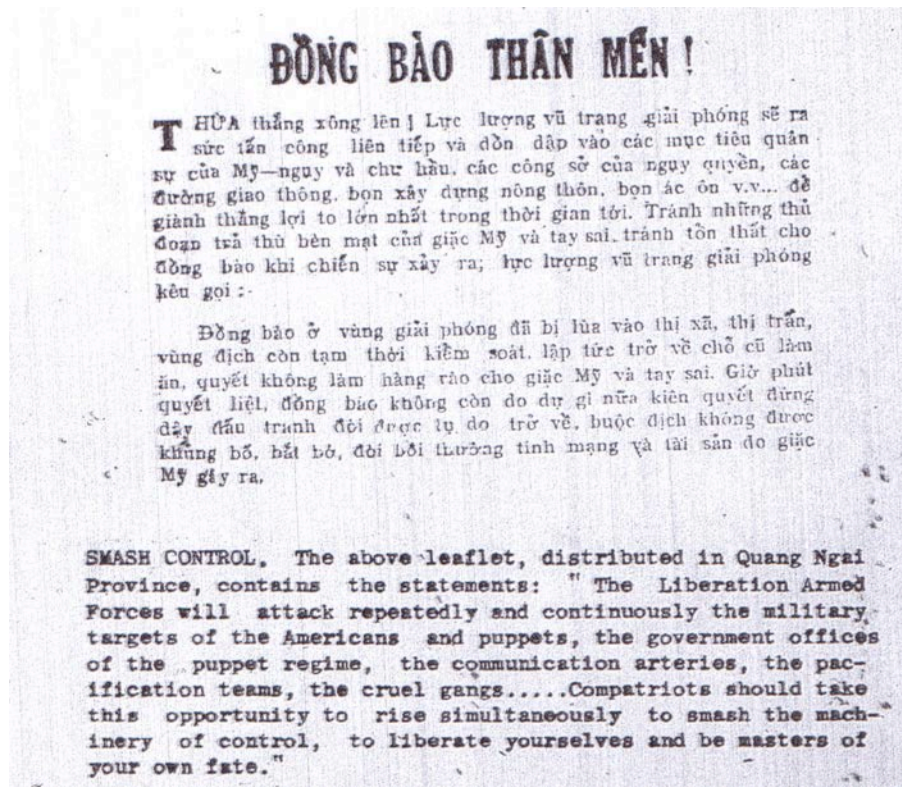 ĐỒNG BÀO THÂN MẾN !
THỪA thắng xông lên ! Lực lượng vũ trang giải phóng sẽ ra
sức tấn công liên tiếp và dồn dập vào các mục tiêu quân
sự của Mỹ—ngụy và chư hầu, các công sở của ngụy quyền, các
đường giao thông, bọn xây dựng nông thôn, bọn ác ôn v.v... để
giành thắng lợi to lớn nhất trong thời gian tới. Tránh những thủ
đoạn trả thù bèn mạt của giặc Mỹ và tay sai, tránh tổn thất cho
đồng bào khi chiến sự xảy ra; lực lượng vũ trang giải phóng
kêu gọi :-
Đồng bào ở vùng giải phóng đã bị lùa vào thị xã, thị trấn,
vùng địch còn tạm thời kiểm soát, lập tức trở về chỗ cũ làm
ăn, quyết không làm hàng rào cho giặc Mỹ và tay sai. Giờ phút
quyết liệt, đồng bào không còn do dự gì nữa kiên quyết đứng
dậy đấu tranh đòi được tự do trở về, buộc địch không được
khủng bố, bắt bớ, đòi bồi thường tính mạng và tài sản do giặc
Mỹ gây ra.
SMASH CONTROL. The above leaflet, distributed in Quang Ngai
Province, contains the statements: " The Liberation Armed
Forces will attack repeatedly and continuously the military
targets of the Americans and puppets, the government offices
of the puppet regime, the communication arteries, the pac-
ification teams, the cruel gangs.....Compatriots should take
this opportunity to rise simultaneously to smash the mach-
inery of control, to liberate yourselves and be masters of
your own fate."